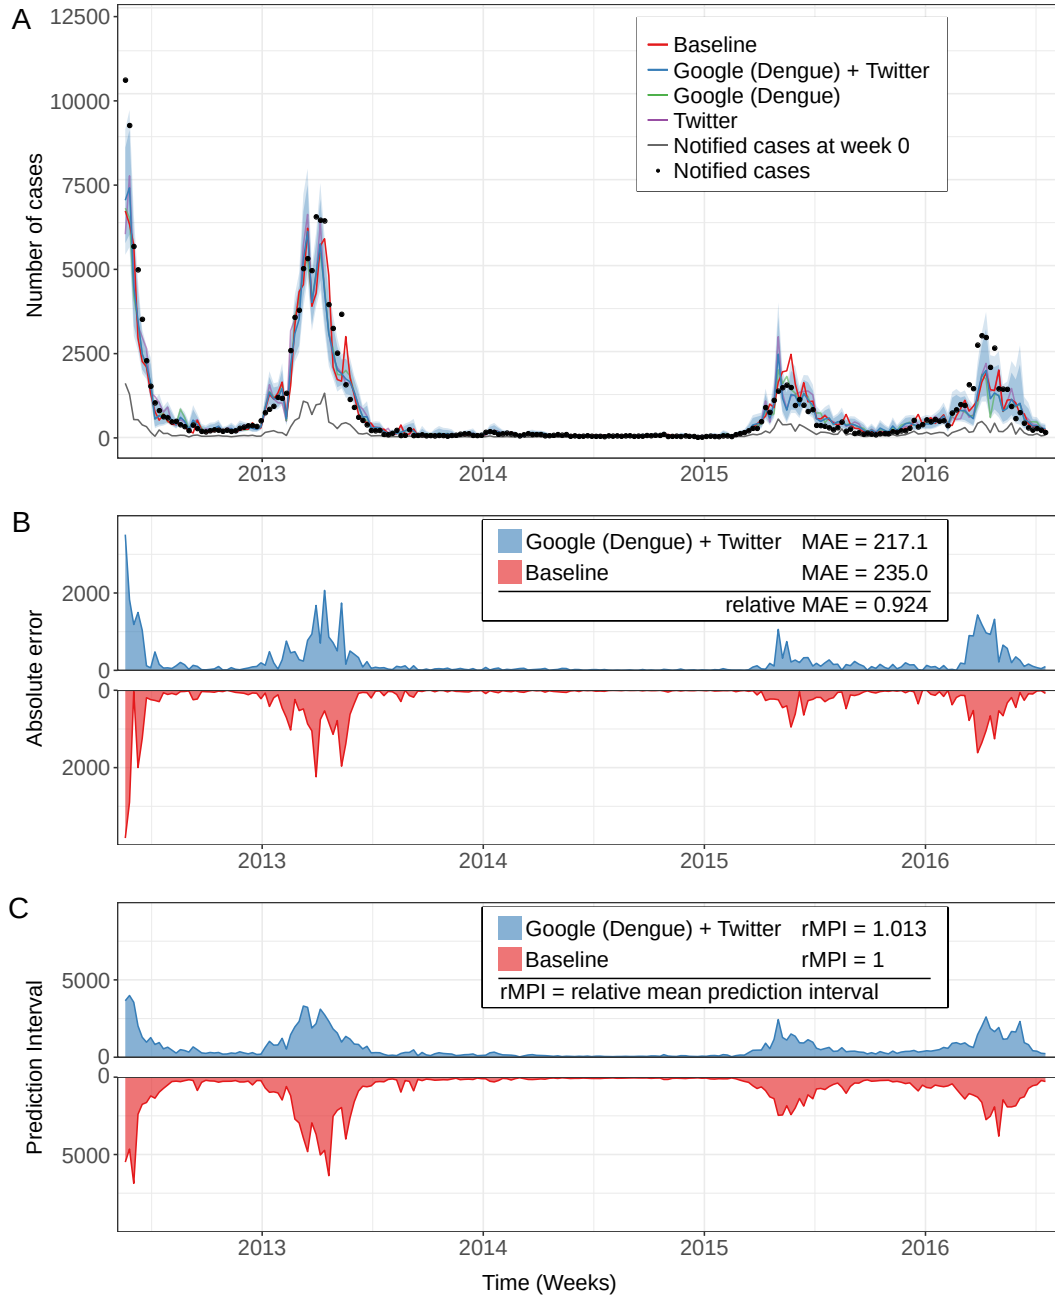 A
12500
10000
7500
5000
2500
0
Number of cases
Baseline
Google (Dengue) + Twitter
Google (Dengue)
Twitter
Notified cases at week 0
Notified cases
2013 2014 2015 2016
B
2000
0
0
2000
Absolute error
Google (Dengue) + Twitter MAE = 217.1
Baseline MAE = 235.0
relative MAE = 0.924
2013 2014 2015 2016
C
5000
0
0
5000
Prediction Interval
Google (Dengue) + Twitter rMPI = 1.013
Baseline rMPI = 1
rMPI = relative mean prediction interval
2013 2014 2015 2016
Time (Weeks)